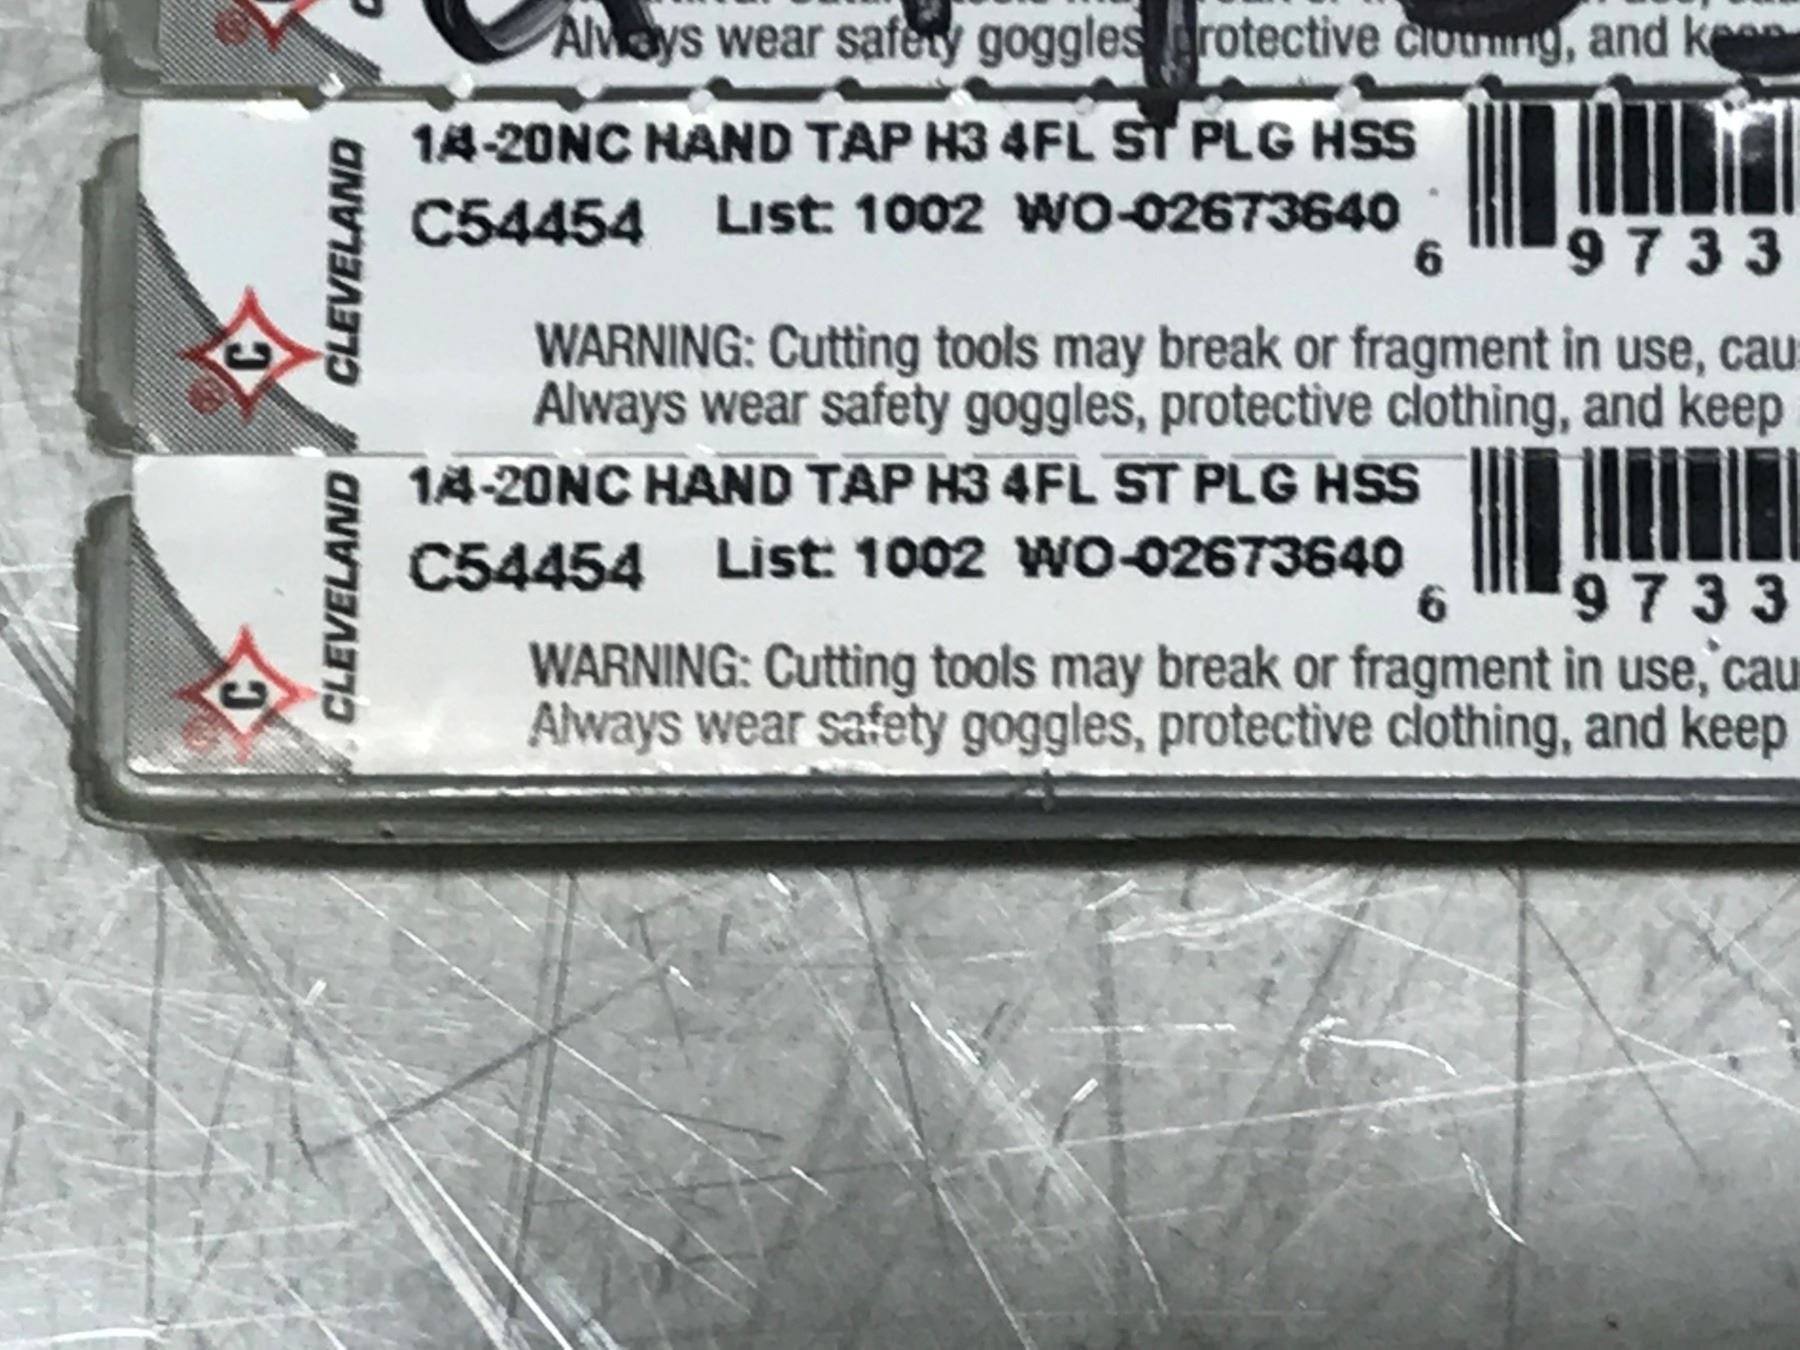 Always wear safety goggles protective clothing, and
1/4-20NC HAND TAP H3 4FL ST PLG HSS
C54454 List: 1002 WO-02673640
6 9733
CLEVELAND
C
®
WARNING: Cutting tools may break or fragment in use, cau
Always wear safety goggles, protective clothing, and keep
1/4-20NC HAND TAP H3 4FL ST PLG HSS
C54454 List: 1002 WO-02673640
6 9733
CLEVELAND
C
®
WARNING: Cutting tools may break or fragment in use, cau
Always wear safety goggles, protective clothing, and keep